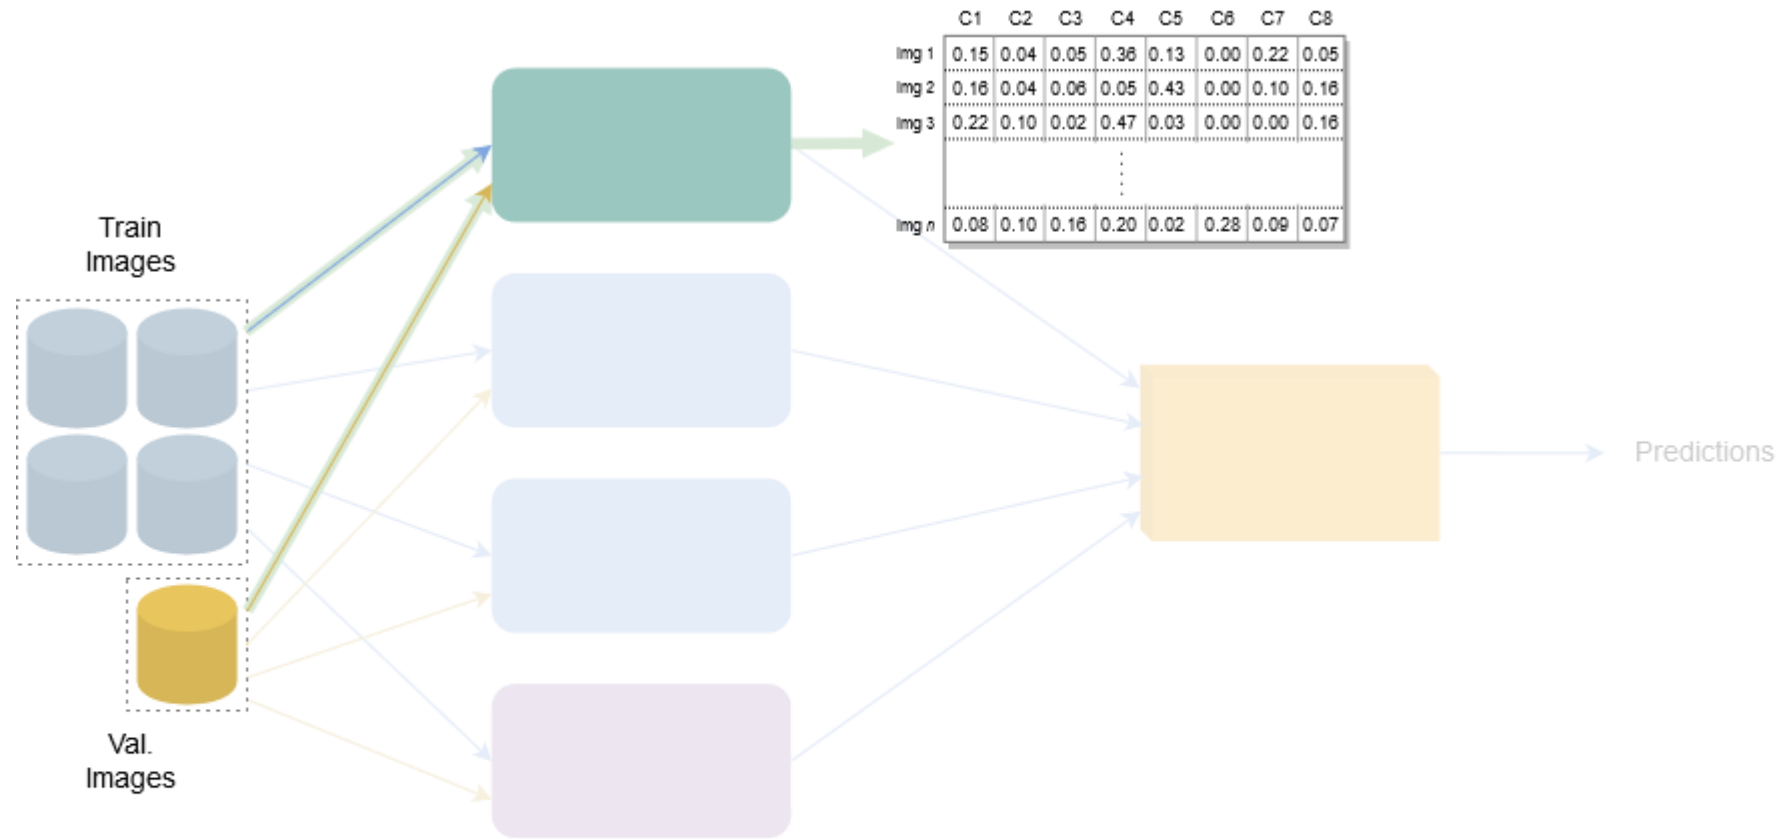 C1 C2 C3 C4 C5 C6 C7 C8
Img 1 0.15 0.04 0.05 0.36 0.13 0.00 0.22 0.05
Img 2 0.16 0.04 0.06 0.05 0.43 0.00 0.10 0.16
Img 3 0.22 0.10 0.02 0.47 0.03 0.00 0.00 0.16
Img n 0.08 0.10 0.16 0.20 0.02 0.28 0.09 0.07
Train
Images
Predictions
Val.
Images